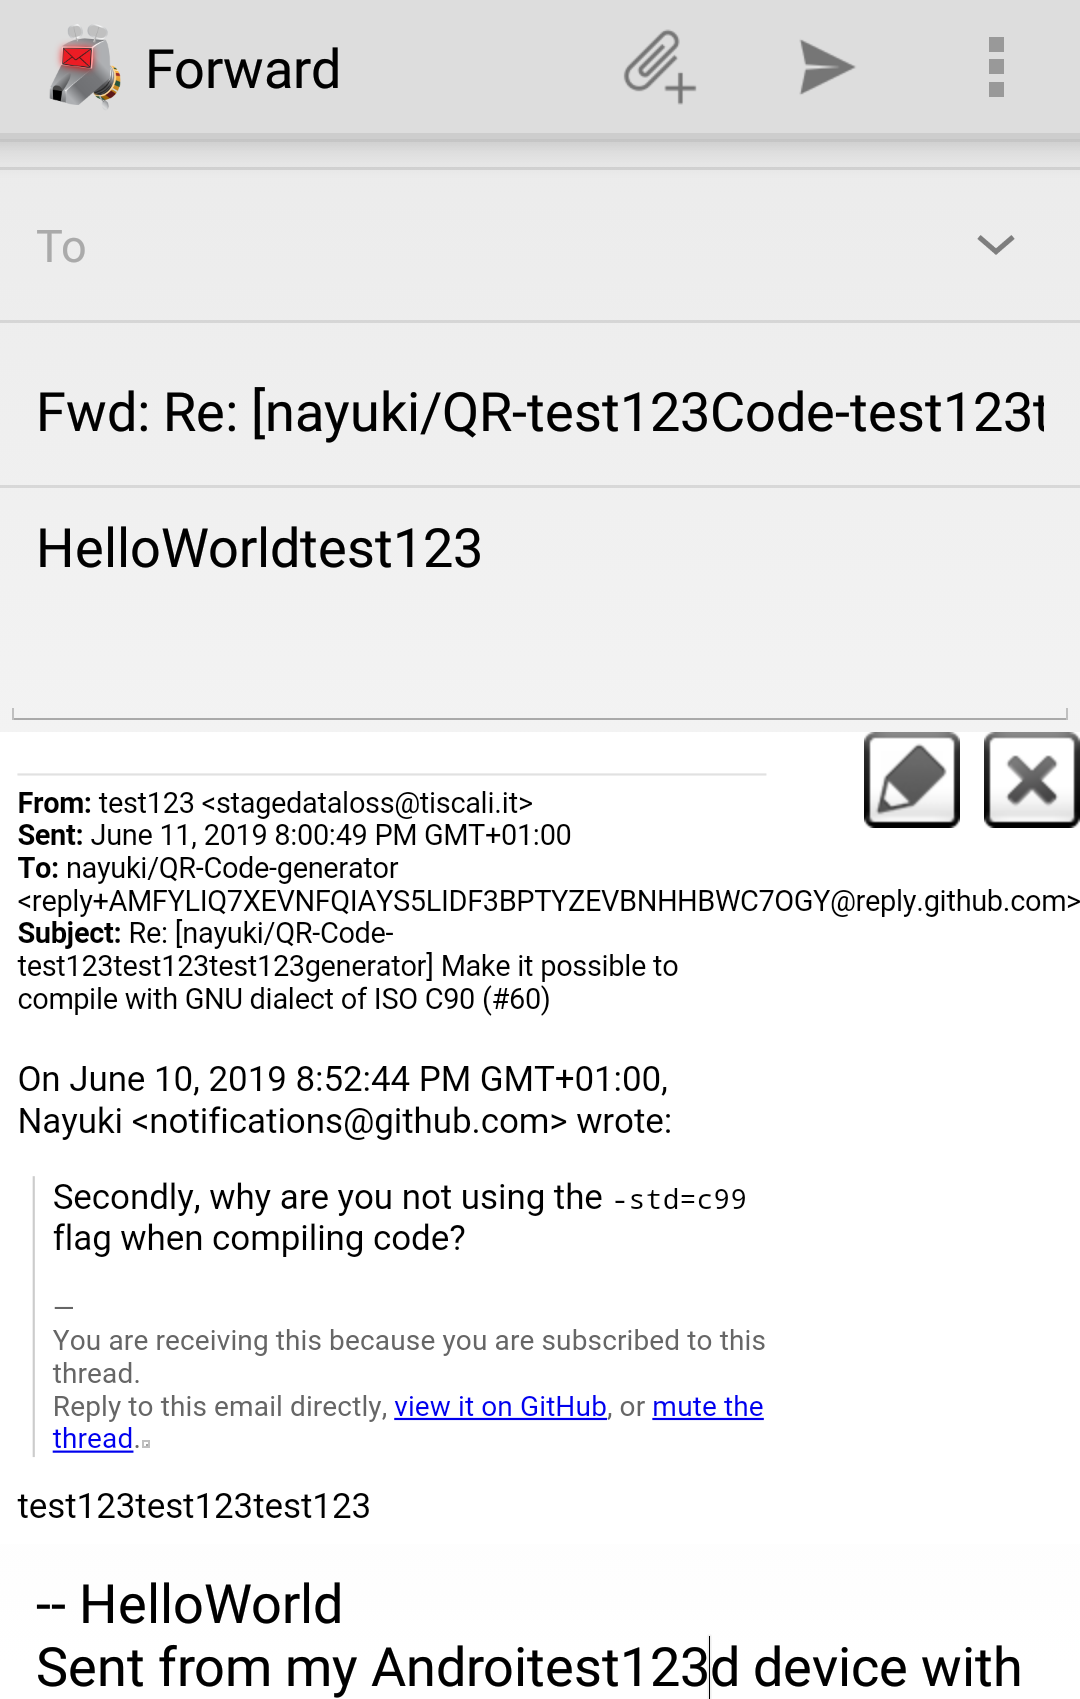 Forward
To
Fwd: Re: [nayuki/QR-test123Code-test123t
HelloWorldtest123
From: test123 <stagedataloss@tiscali.it>
Sent: June 11, 2019 8:00:49 PM GMT+01:00
To: nayuki/QR-Code-generator
<reply+AMFYLIQ7XEVNFQIAYS5LIDF3BPTYZEVBNHHBWC7OGY@reply.github.com>
Subject: Re: [nayuki/QR-Code-
test123test123test123generator] Make it possible to
compile with GNU dialect of ISO C90 (#60)
On June 10, 2019 8:52:44 PM GMT+01:00,
Nayuki <notifications@github.com> wrote:
Secondly, why are you not using the -std=c99
flag when compiling code?
—
You are receiving this because you are subscribed to this
thread.
Reply to this email directly, view it on GitHub, or mute the
thread.
test123test123test123
-- HelloWorld
Sent from my Androitest123d device with